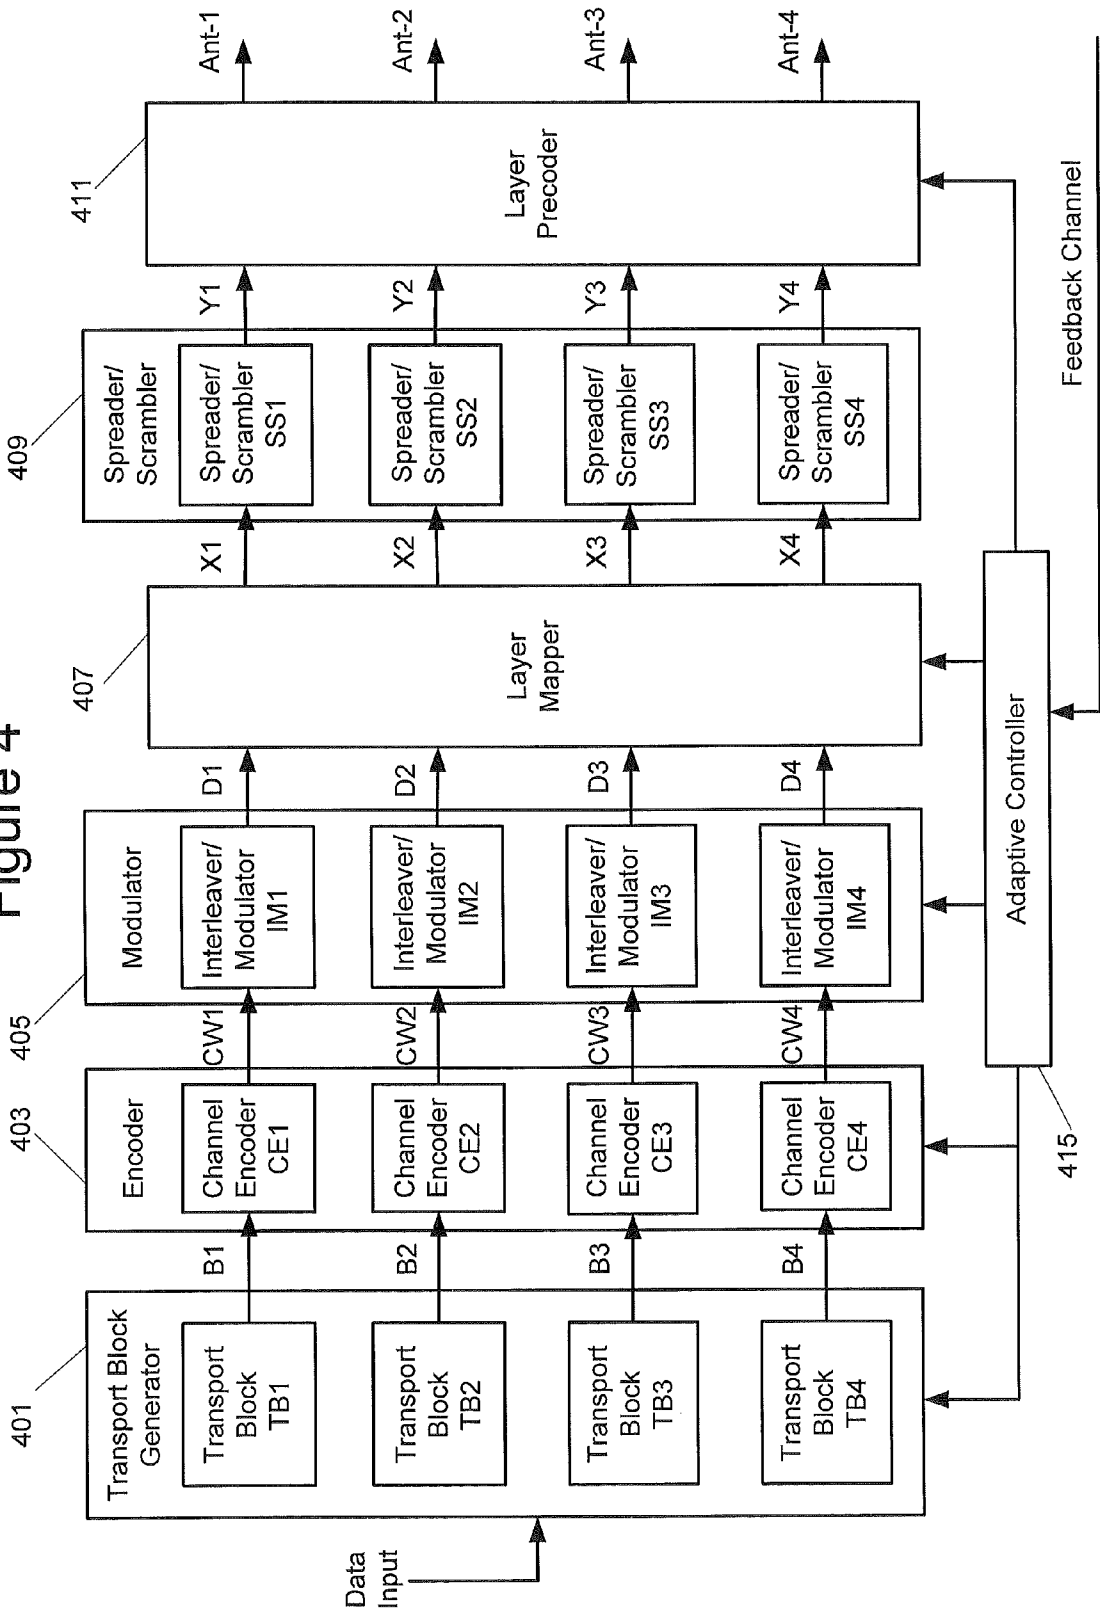 Figure 4
401
403
405
407
409
411
Data
Input
Transport Block
Generator
Transport
Block
TB1
Transport
Block
TB2
Transport
Block
TB3
Transport
Block
TB4
B1
B2
B3
B4
Encoder
Channel
Encoder
CE1
Channel
Encoder
CE2
Channel
Encoder
CE3
Channel
Encoder
CE4
CW1
CW2
CW3
CW4
Modulator
Interleaver/
Modulator
IM1
Interleaver/
Modulator
IM2
Interleaver/
Modulator
IM3
Interleaver/
Modulator
IM4
D1
D2
D3
D4
Layer
Mapper
X1
X2
X3
X4
Spreader/
Scrambler
Spreader/
Scrambler
SS1
Spreader/
Scrambler
SS2
Spreader/
Scrambler
SS3
Spreader/
Scrambler
SS4
Y1
Y2
Y3
Y4
Layer
Precoder
Ant-1
Ant-2
Ant-3
Ant-4
415
Adaptive Controller
Feedback Channel